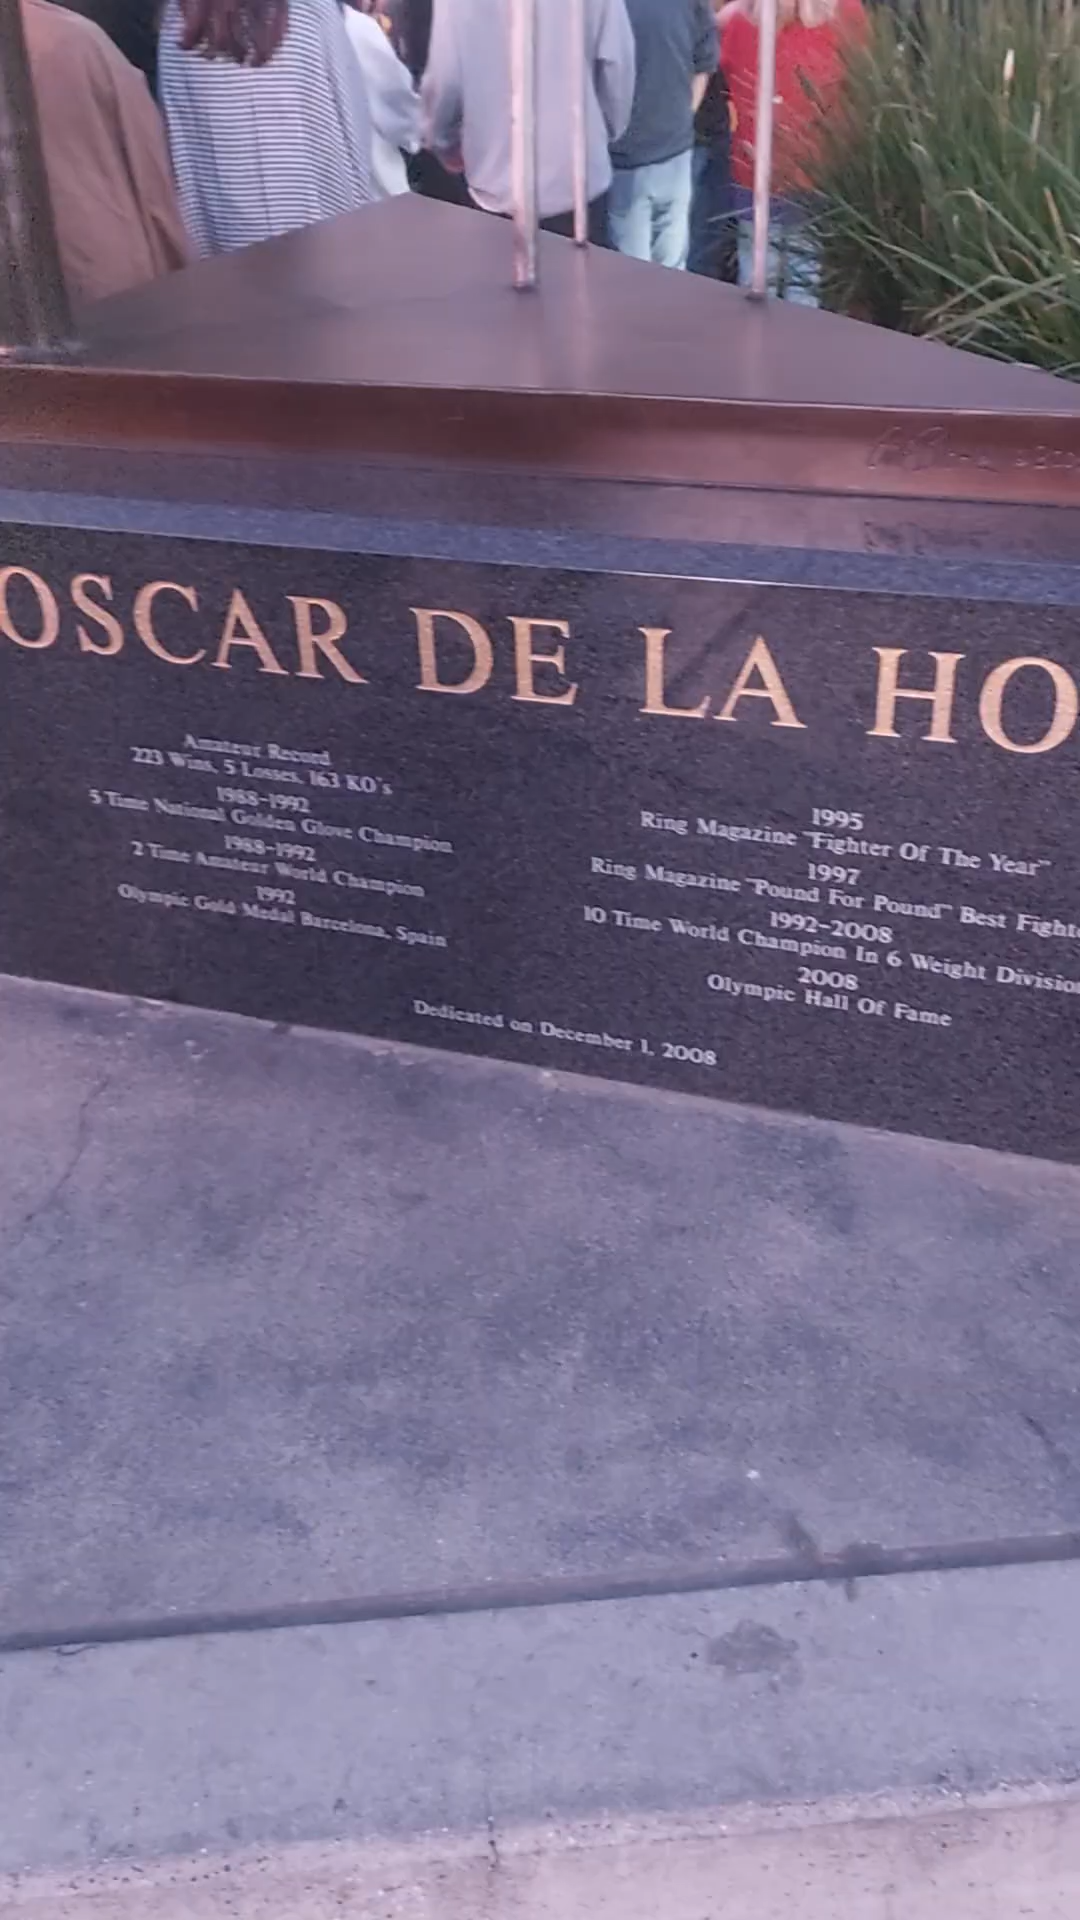 OSCAR DE LA HO
Amateur Record
223 Wins, 5 Losses, 163 KO's
1988-1992
5 Time National Golden Glove Champion
1988-1992
2 Time Amateur World Champion
1992
Olympic Gold Medal Barcelona, Spain
1995
Ring Magazine "Fighter Of The Year"
1997
Ring Magazine "Pound For Pound" Best Fighte
1992-2008
10 Time World Champion In 6 Weight Division
2008
Olympic Hall Of Fame
Dedicated on December 1, 2008